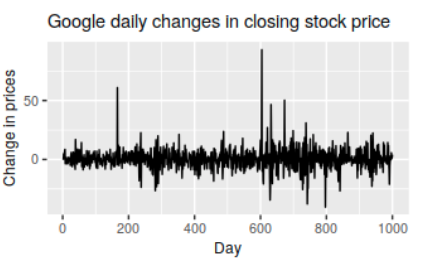 Google daily changes in closing stock price
Change in prices
50
0
0 200 400 600 800 1000
Day